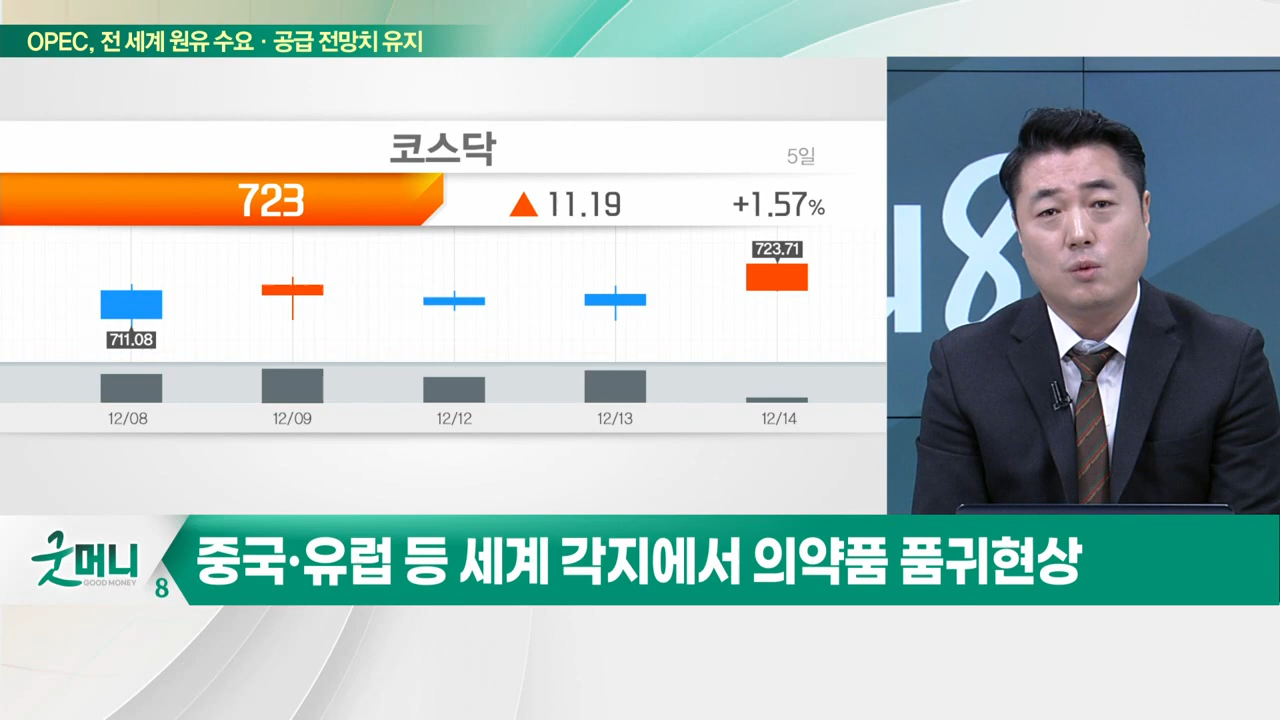 OPEC, 전 세계 원유 수요 · 공급 전망치 유지
코스닥
5일
723
▲ 11.19
+1.57%
723.71
711.08
12/08
12/09
12/12
12/13
12/14
굿머니
GOOD MONEY
8
중국·유럽 등 세계 각지에서 의약품 품귀현상